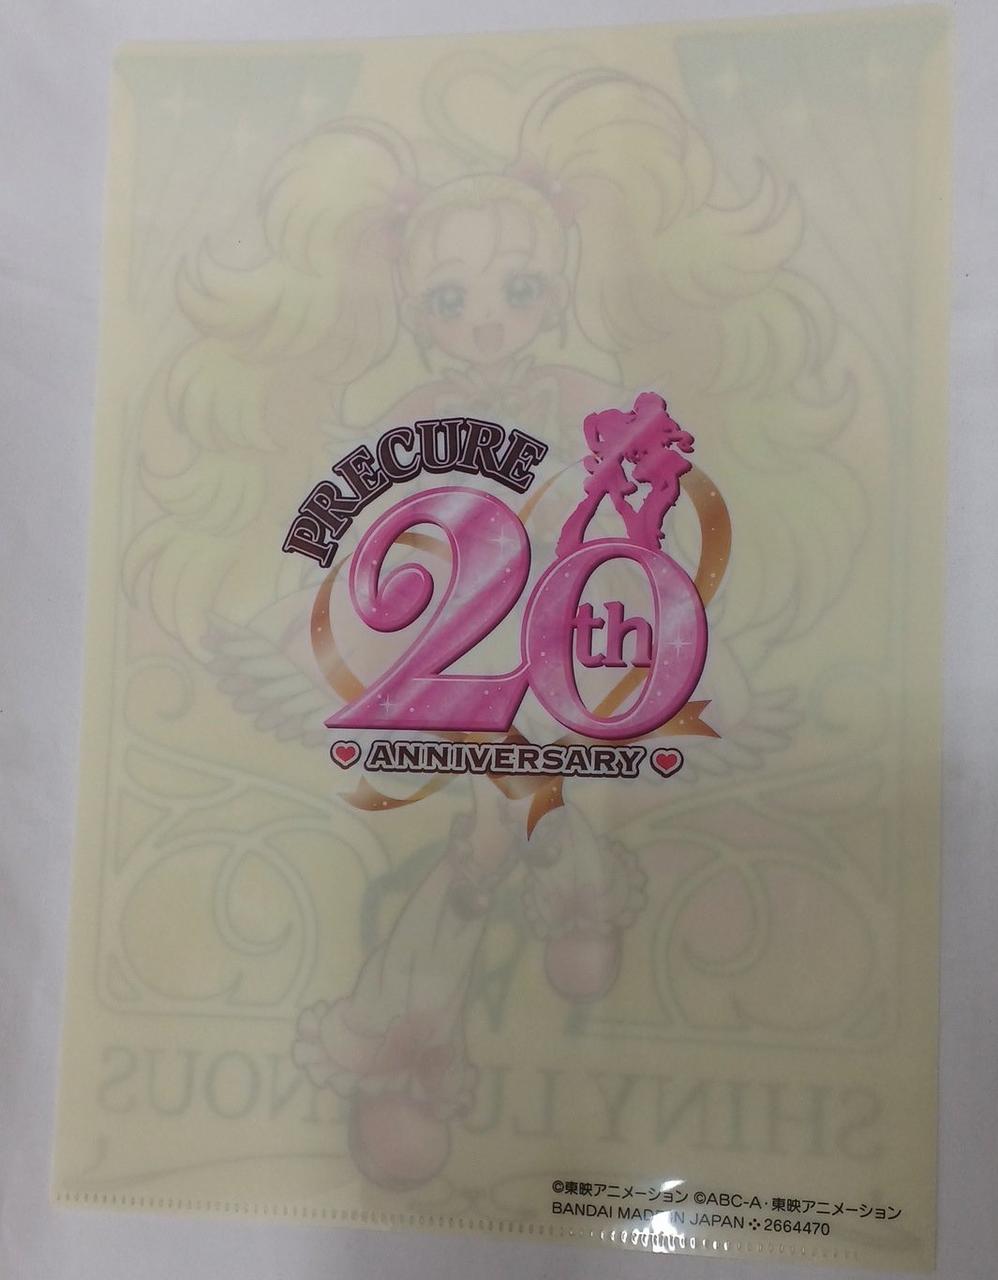 PRECURE
20th
ANNIVERSARY
SHINY LUMINOUS
©東映アニメーション ©ABC-A・東映アニメーション
BANDAI MADE IN JAPAN 2664470